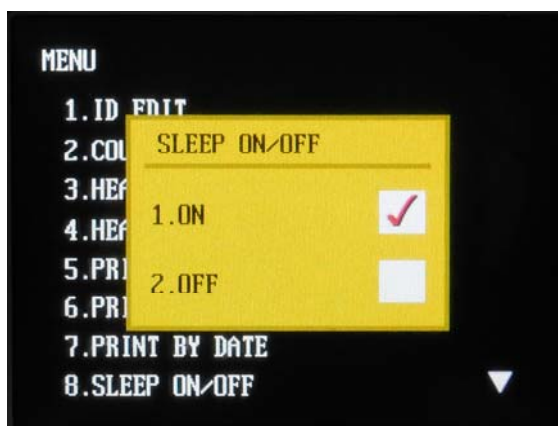 MENU
1.ID EDIT
2.COU
3.HEA
4.HEA
5.PRI
6.PRI
7.PRINT BY DATE
8.SLEEP ON/OFF
SLEEP ON/OFF
1.ON
2.OFF